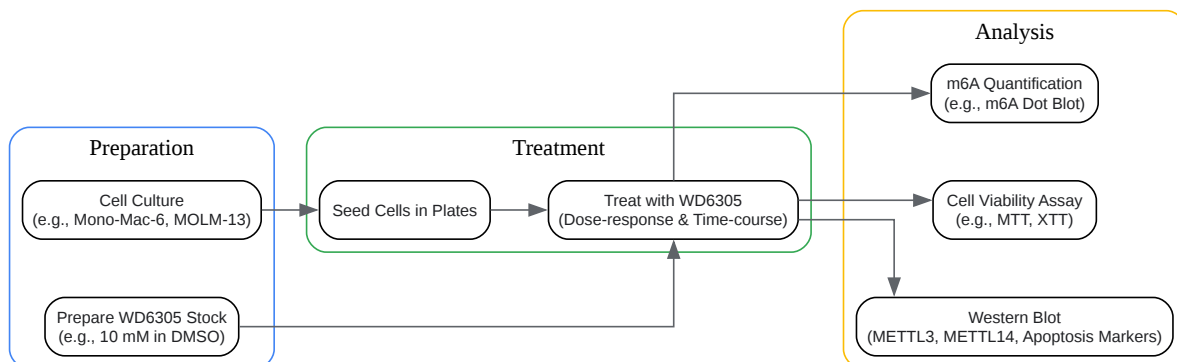 Preparation
Cell Culture
(e.g., Mono-Mac-6, MOLM-13)
Prepare WD6305 Stock
(e.g., 10 mM in DMSO)
Treatment
Seed Cells in Plates
Treat with WD6305
(Dose-response & Time-course)
Analysis
m6A Quantification
(e.g., m6A Dot Blot)
Cell Viability Assay
(e.g., MTT, XTT)
Western Blot
(METTL3, METTL14, Apoptosis Markers)